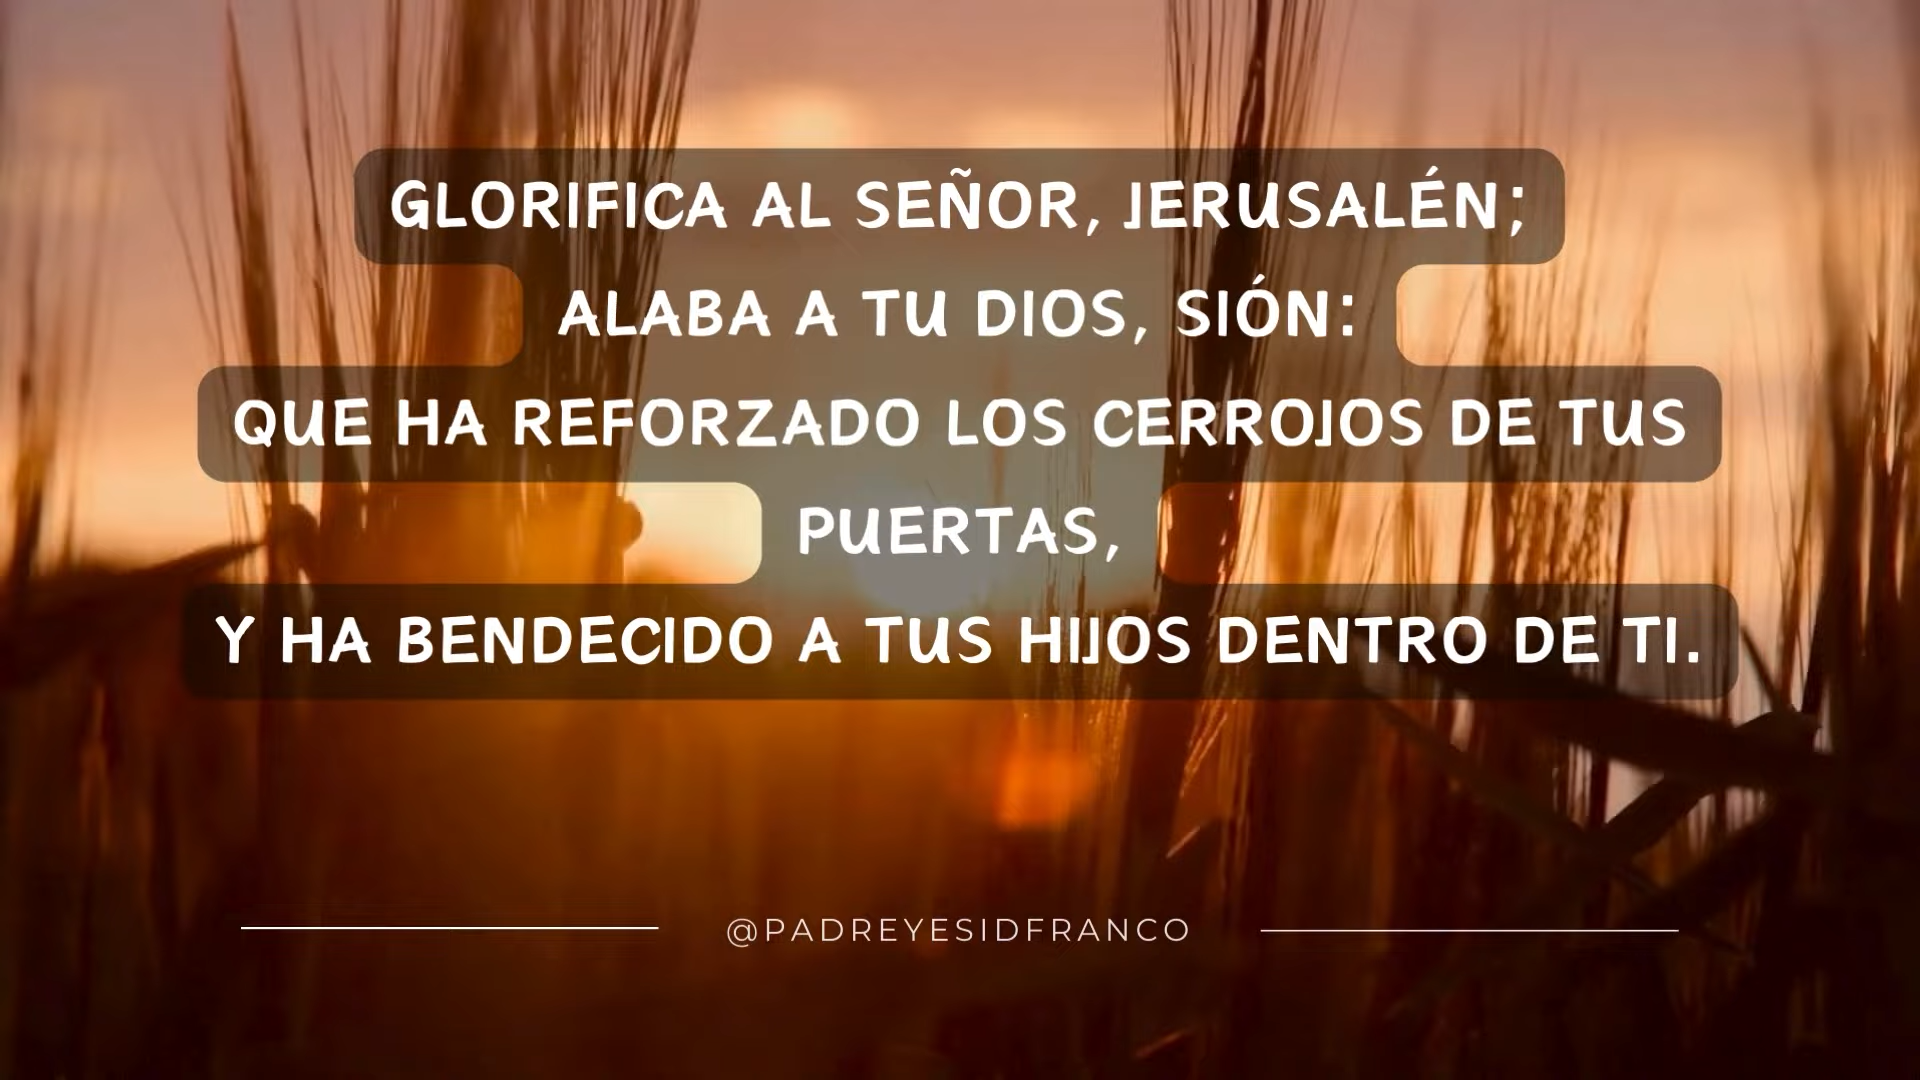 GLORIFICA AL SEÑOR, JERUSALÉN;
ALABA A TU DIOS, SIÓN:
QUE HA REFORZADO LOS CERROJOS DE TUS
PUERTAS,
Y HA BENDECIDO A TUS HIJOS DENTRO DE TI.
@PADREYESIDFRANCO